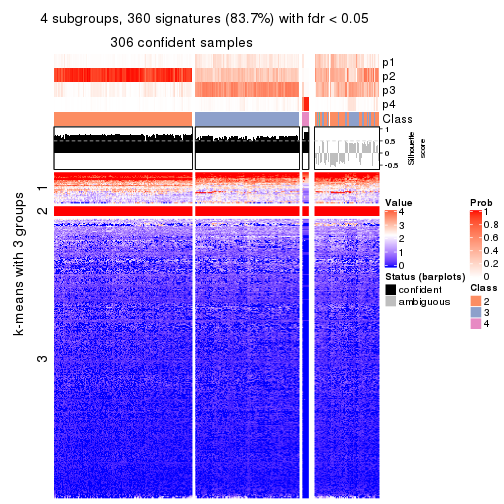 4 subgroups, 360 signatures (83.7%) with fdr < 0.05
306 confident samples
p1
p2
p3
p4
Class
1
0.5
0
-0.5
Silhouette
score
k-means with 3 groups
1
2
3
Value
4
3
2
1
0
Status (barplots)
confident
ambiguous
Prob
1
0.8
0.6
0.4
0.2
0
Class
2
3
4